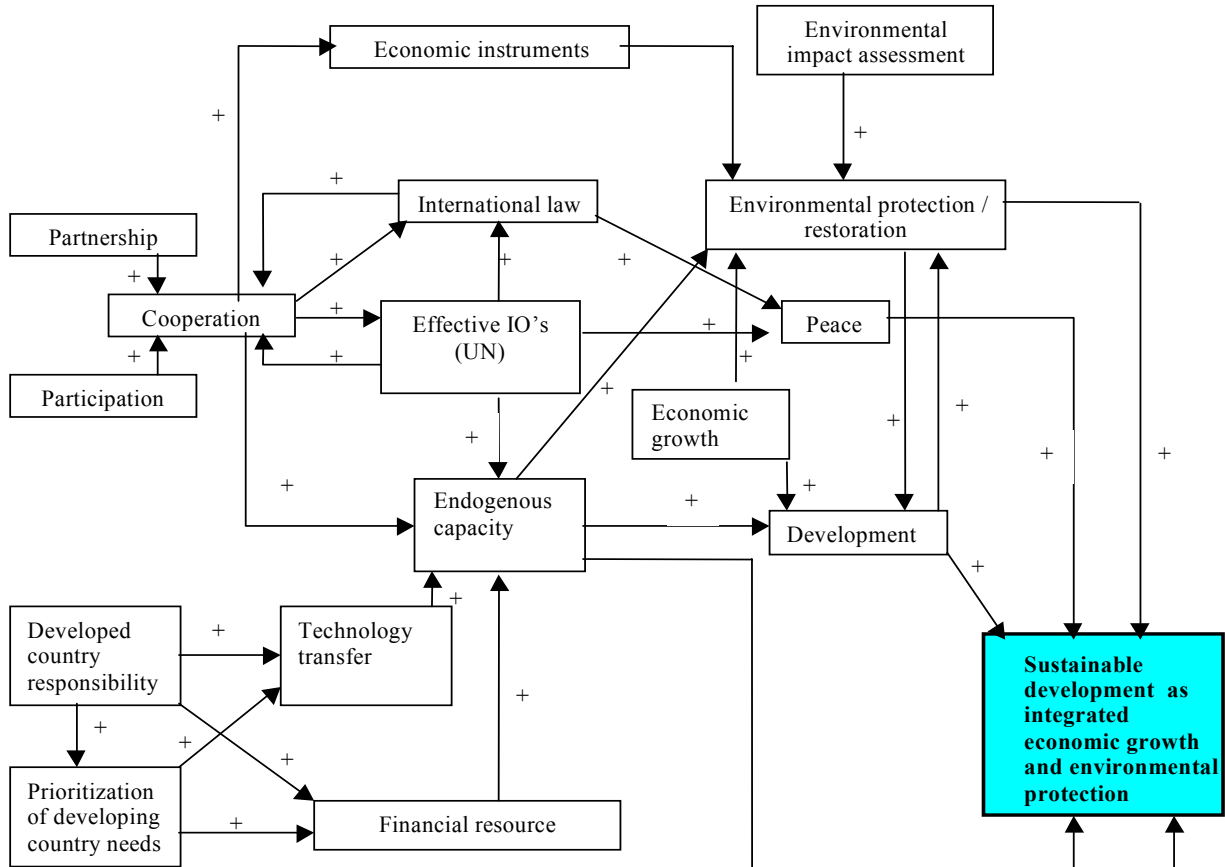 Economic instruments
Environmental
impact assessment
+
+
+
International law
Environmental protection /
restoration
Partnership
+
+
+
+
Cooperation
+
Effective IO's
(UN)
+
Peace
+
+
+
+
Participation
+
Economic
growth
+
+
+
+
+
+
+
Endogenous
capacity
+
Development
+
+
Developed
country
responsibility
+
Technology
transfer
Sustainable
development as
integrated
economic growth
and environmental
protection
+
+
+
+
Prioritization
of developing
country needs
+
Financial resource